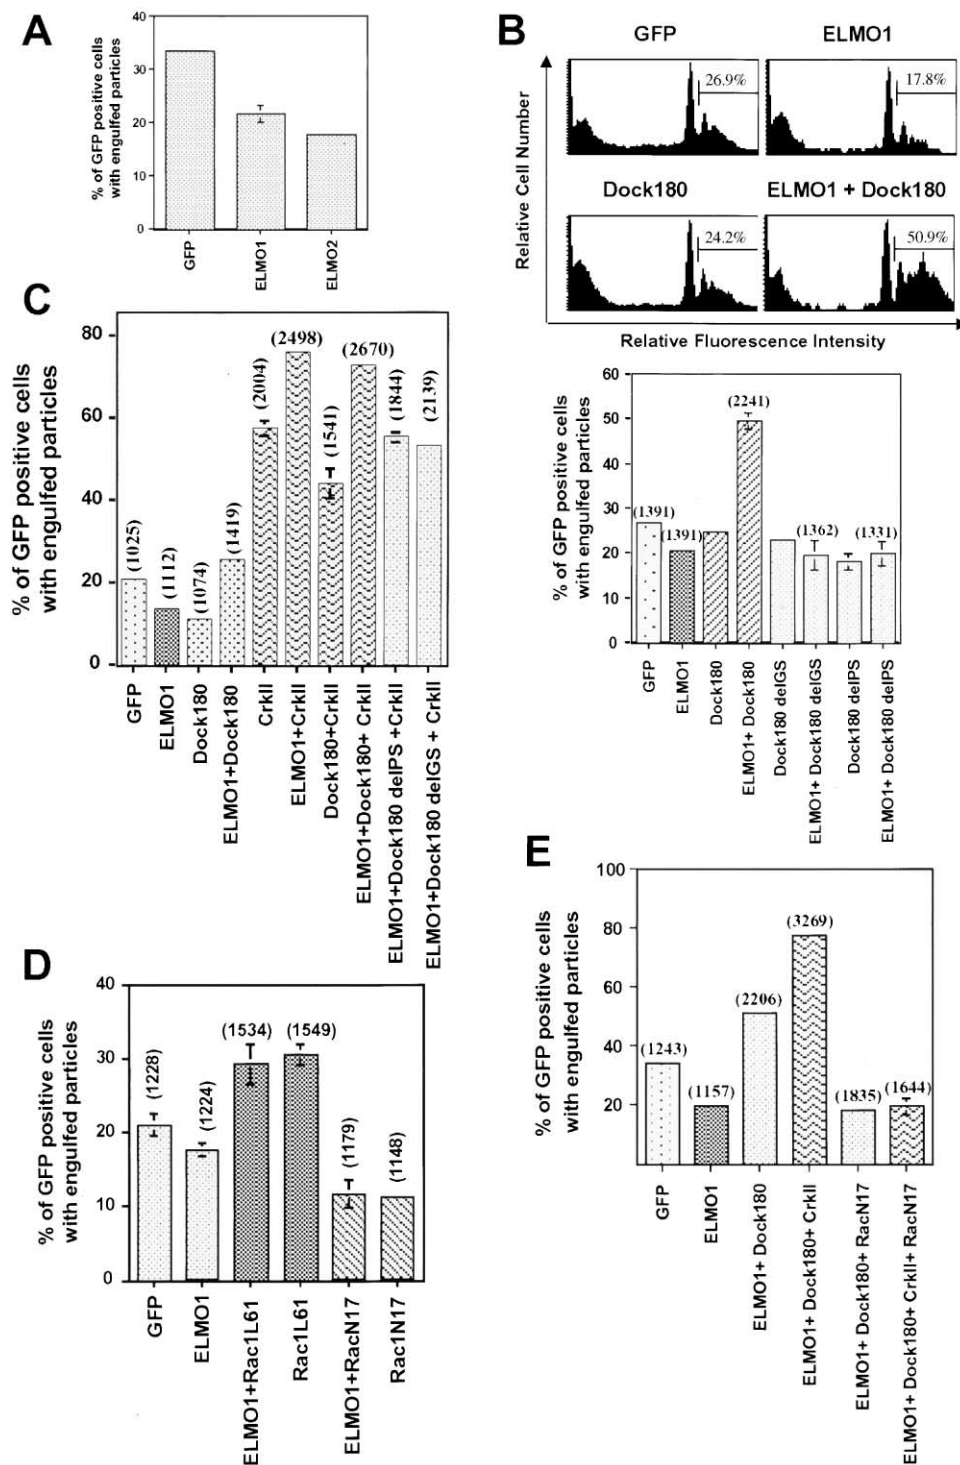 A
% of GFP positive cells
with engulfed particles
40
30
20
10
0
GFP
ELMO1
ELMO2
B
GFP
ELMO1
26.9%
17.8%
Dock180
ELMO1 + Dock180
24.2%
50.9%
Relative Cell Number
Relative Fluorescence Intensity
% of GFP positive cells
with engulfed particles
60
50
40
30
20
10
0
(1391)
(1391)
(2241)
(1362)
(1331)
GFP
ELMO1
Dock180
ELMO1+ Dock180
Dock180 delGS
ELMO1+ Dock180 delGS
Dock180 delPS
ELMO1+ Dock180 delPS
C
% of GFP positive cells
with engulfed particles
80
60
40
20
0
(1025)
(1112)
(1074)
(1419)
(2004)
(2498)
(1541)
(2670)
(1844)
(2139)
GFP
ELMO1
Dock180
ELMO1+Dock180
CrkII
ELMO1+CrkII
Dock180+CrkII
ELMO1+Dock180+ CrkII
ELMO1+Dock180 delPS +CrkII
ELMO1+Dock180 delGS + CrkII
D
% of GFP positive cells
with engulfed particles
40
30
20
10
0
(1228)
(1224)
(1534)
(1549)
(1179)
(1148)
GFP
ELMO1
ELMO1+Rac1L61
Rac1L61
ELMO1+RacN17
Rac1N17
E
% of GFP positive cells
with engulfed particles
100
80
60
40
20
(1243)
(1157)
(2206)
(3269)
(1835)
(1644)
GFP
ELMO1
ELMO1+ Dock180
ELMO1+ Dock180+ CrkII
ELMO1+ Dock180+ RacN17
ELMO1+ Dock180+ CrkII+ RacN17